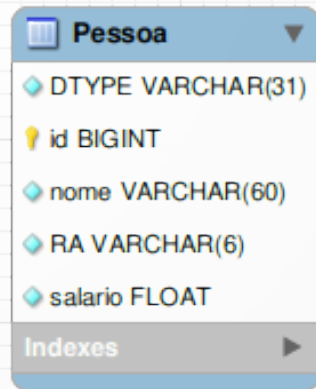 Pessoa
DTYPE VARCHAR(31)
id BIGINT
nome VARCHAR(60)
RA VARCHAR(6)
salario FLOAT
Indexes